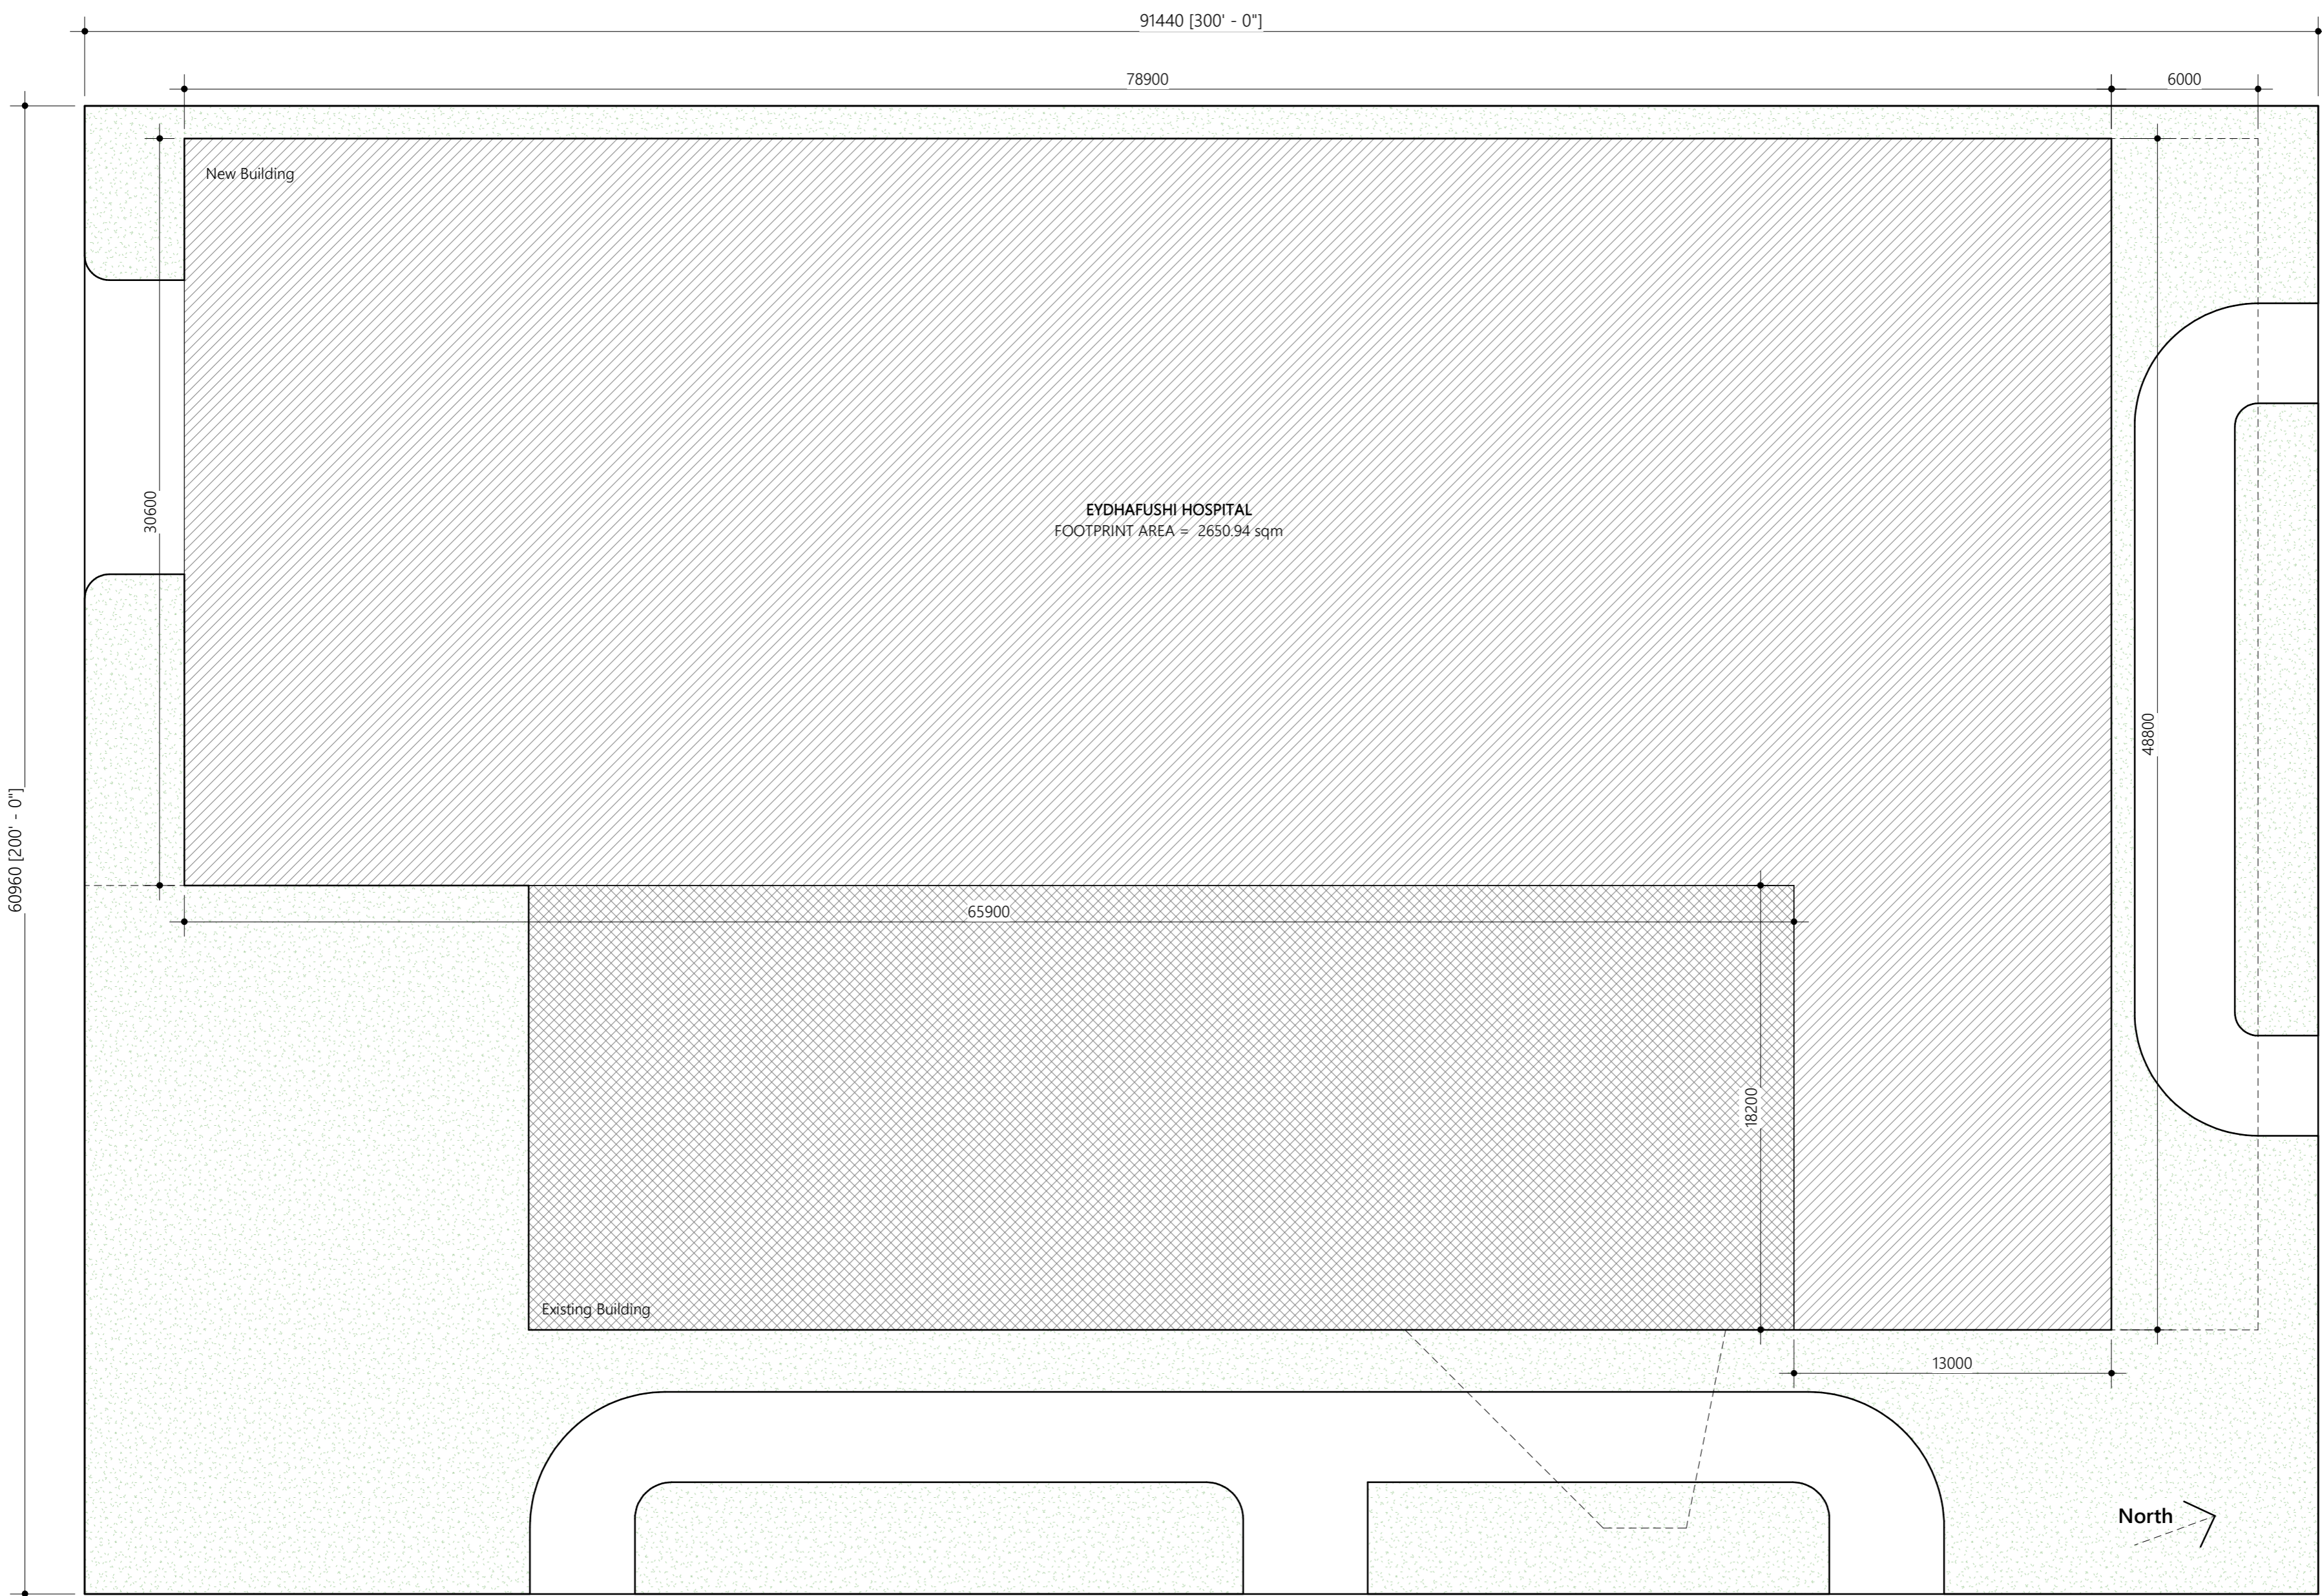 91440 [300' - 0"]
78900
6000
New Building
30600
EYDHAFUSHI HOSPITAL
FOOTPRINT AREA = 2650.94 sqm
48800
60960 [200' - 0"]
65900
18200
Existing Building
13000
North